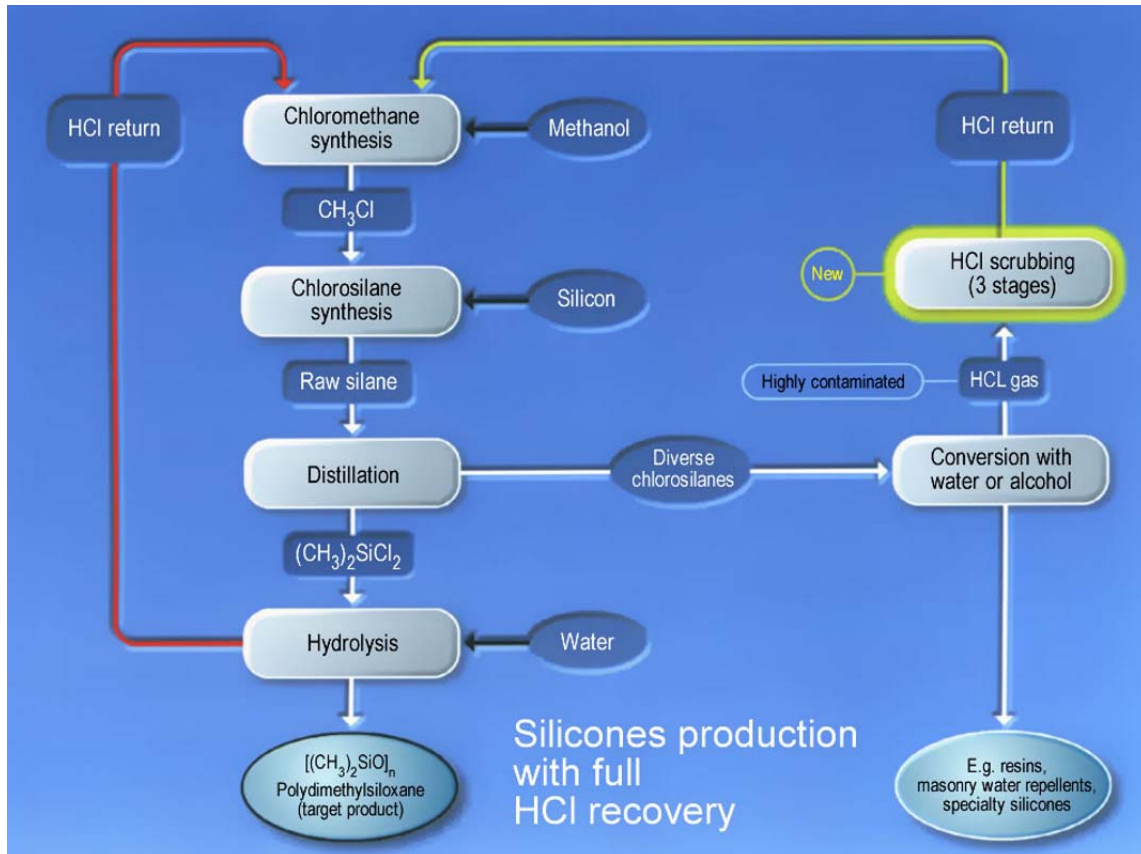 HCl return
Chloromethane
synthesis
Methanol
HCl return
CH₃Cl
Chlorosilane
synthesis
Silicon
New
HCl scrubbing
(3 stages)
Raw silane
Highly contaminated
HCL gas
Distillation
Diverse
chlorosilanes
Conversion with
water or alcohol
(CH₃)₂SiCl₂
Hydrolysis
Water
[(CH₃)₂SiO]ₙ
Polydimethylsiloxane
(target product)
Silicones production
with full
HCl recovery
E.g. resins,
masonry water repellents,
specialty silicones